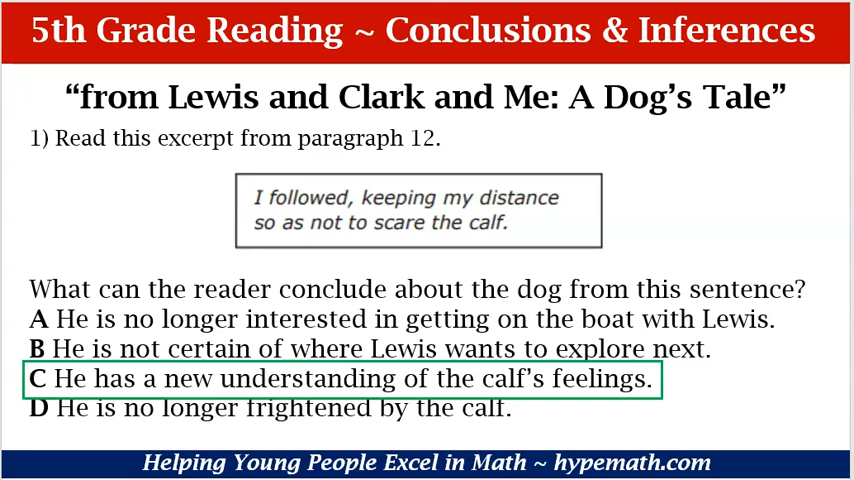 5th Grade Reading ~ Conclusions & Inferences
“from Lewis and Clark and Me: A Dog’s Tale”
1) Read this excerpt from paragraph 12.
I followed, keeping my distance
so as not to scare the calf.
What can the reader conclude about the dog from this sentence?
A He is no longer interested in getting on the boat with Lewis.
B He is not certain of where Lewis wants to explore next.
C He has a new understanding of the calf’s feelings.
D He is no longer frightened by the calf.
Helping Young People Excel in Math ~ hypemath.com